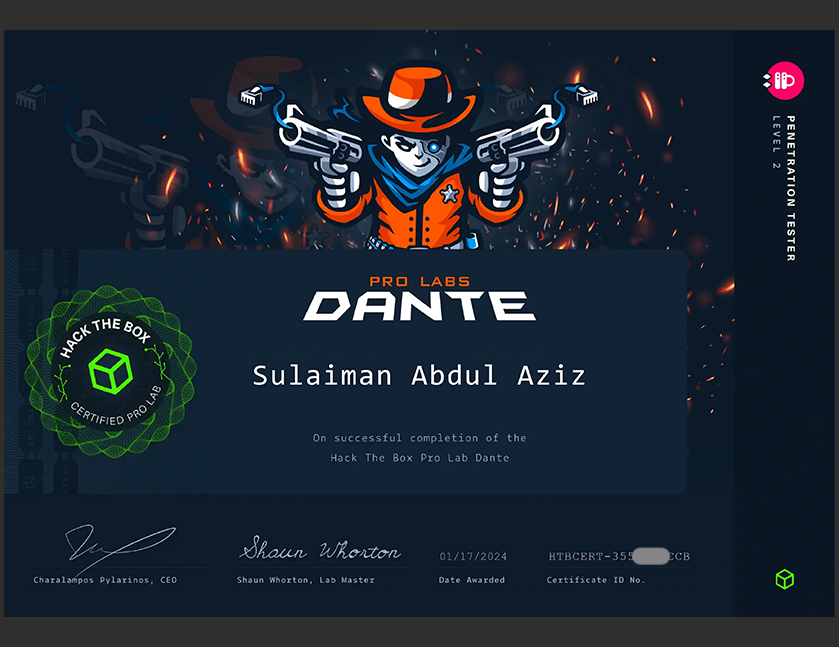 PENETRATION TESTER
LEVEL 2
PRO LABS
DANTE
HACK THE BOX
CERTIFIED PRO LAB
Sulaiman Abdul Aziz
On successful completion of the
Hack The Box Pro Lab Dante
Shaun Whorton
01/17/2024
HTBCERT-355 CCB
Charalampos Pylarinos, CEO
Shaun Whorton, Lab Master
Date Awarded
Certificate ID No.